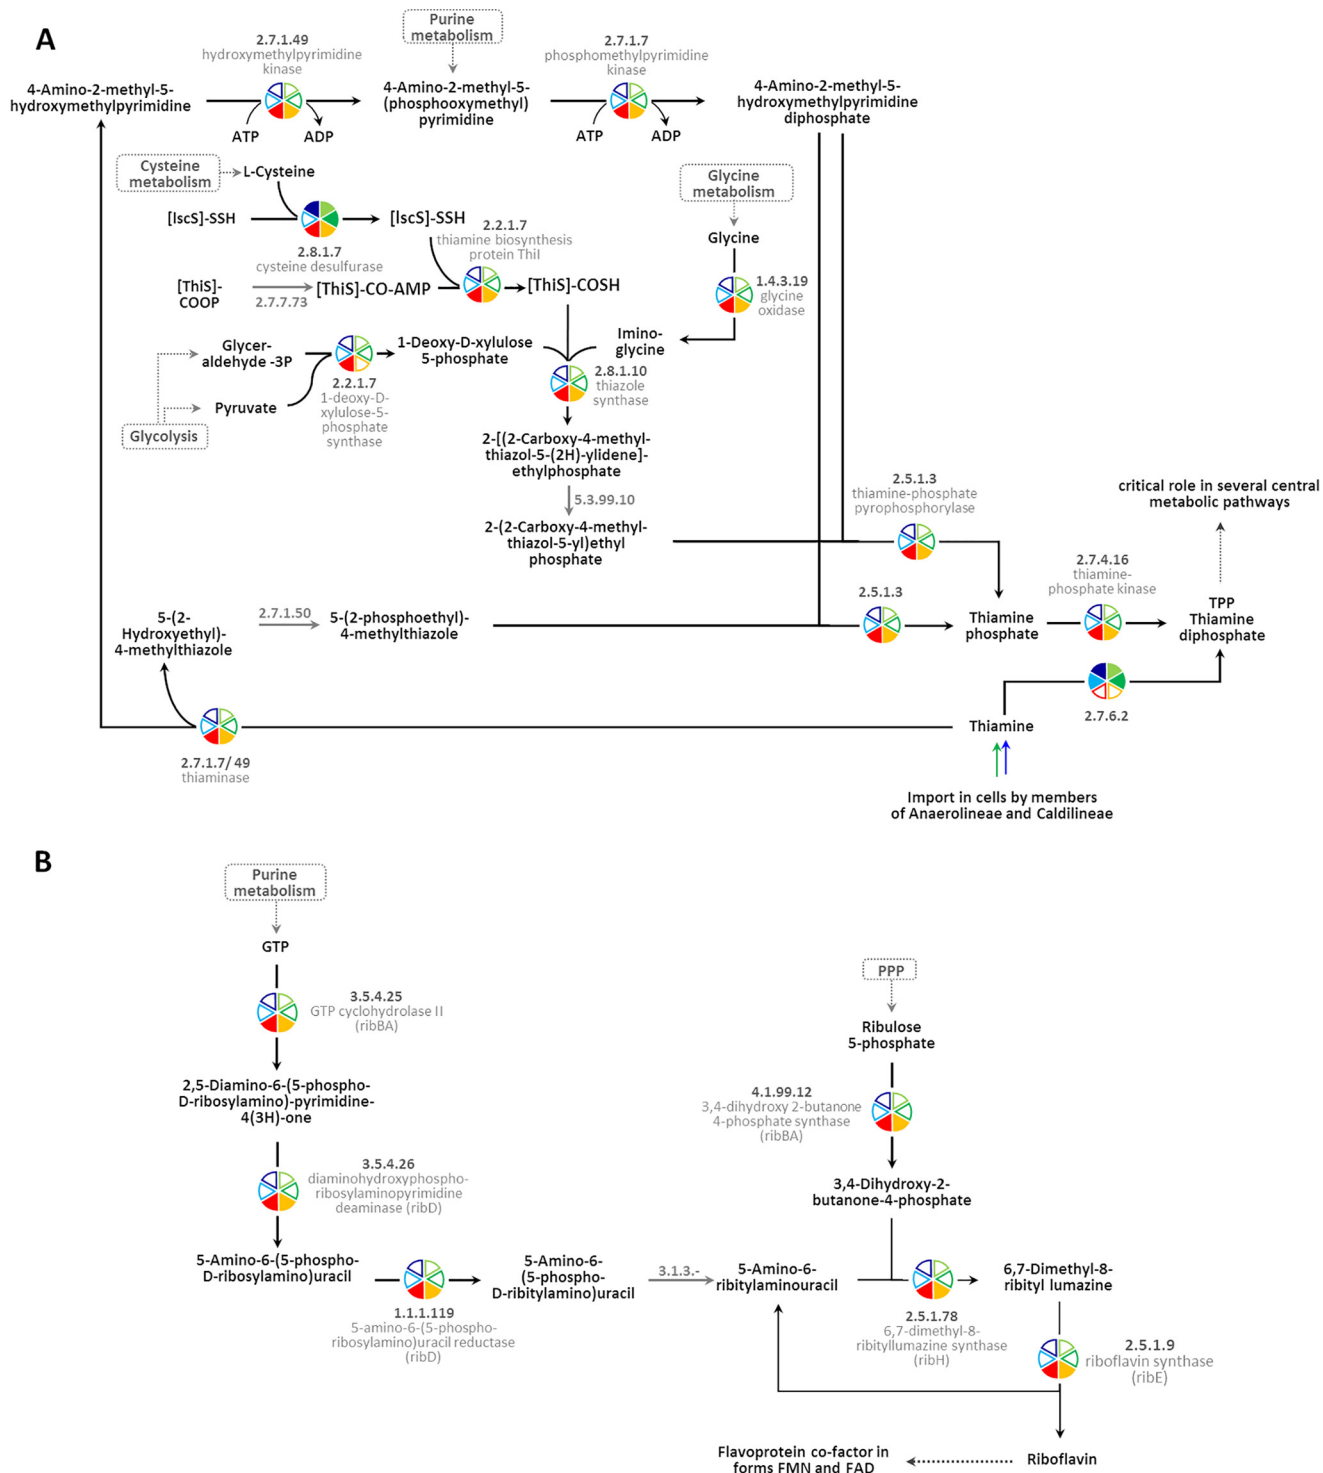 A
2.7.1.49
hydroxymethylpyrimidine
kinase
Purine
metabolism
2.7.1.7
phosphomethylpyrimidine
kinase
4-Amino-2-methyl-5-
hydroxymethylpyrimidine
4-Amino-2-methyl-5-
(phosphooxymethyl)
pyrimidine
4-Amino-2-methyl-5-
hydroxymethylpyrimidine
diphosphate
ATP
ADP
ATP
ADP
Cysteine
metabolism
L-Cysteine
Glycine
metabolism
[IscS]-SSH
[IscS]-SSH
2.8.1.7
cysteine desulfurase
2.2.1.7
thiamine biosynthesis
protein ThiI
Glycine
[ThiS]-
COOP
2.7.7.73
[ThiS]-CO-AMP
[ThiS]-COSH
1.4.3.19
glycine
oxidase
Glycer-
aldehyde -3P
1-Deoxy-D-xylulose
5-phosphate
Imino-
glycine
2.2.1.7
1-deoxy-D-
xylulose-5-
phosphate
synthase
2.8.1.10
thiazole
synthase
Pyruvate
Glycolysis
2-[(2-Carboxy-4-methyl-
thiazol-5-(2H)-ylidene]-
ethylphosphate
5.3.99.10
2-(2-Carboxy-4-methyl-
thiazol-5-yl)ethyl
phosphate
2.5.1.3
thiamine-phosphate
pyrophosphorylase
critical role in several central
metabolic pathways
2.7.4.16
thiamine-
phosphate kinase
5-(2-
Hydroxyethyl)-
4-methylthiazole
2.7.1.50
5-(2-phosphoethyl)-
4-methylthiazole
2.5.1.3
Thiamine
phosphate
TPP
Thiamine
diphosphate
2.7.6.2
Thiamine
2.7.1.7/ 49
thiaminase
Import in cells by members
of Anaerolineae and Caldilineae
B
Purine
metabolism
GTP
3.5.4.25
GTP cyclohydrolase II
(ribBA)
PPP
Ribulose
5-phosphate
2,5-Diamino-6-(5-phospho-
D-ribosylamino)-pyrimidine-
4(3H)-one
4.1.99.12
3,4-dihydroxy 2-butanone
4-phosphate synthase
(ribBA)
3.5.4.26
diaminohydroxyphospho-
ribosylaminopyrimidine
deaminase (ribD)
3,4-Dihydroxy-2-
butanone-4-phosphate
5-Amino-6-(5-phospho-
D-ribosylamino)uracil
1.1.1.119
5-amino-6-(5-phospho-
ribosylamino)uracil reductase
(ribD)
5-Amino-6-
(5-phospho-
D-ribitylamino)uracil
3.1.3.-
5-Amino-6-
ribitylaminouracil
2.5.1.78
6,7-dimethyl-8-
ribityllumazine synthase
(ribH)
6,7-Dimethyl-8-
ribityl lumazine
2.5.1.9
riboflavin synthase
(ribE)
Flavoprotein co-factor in
forms FMN and FAD
Riboflavin